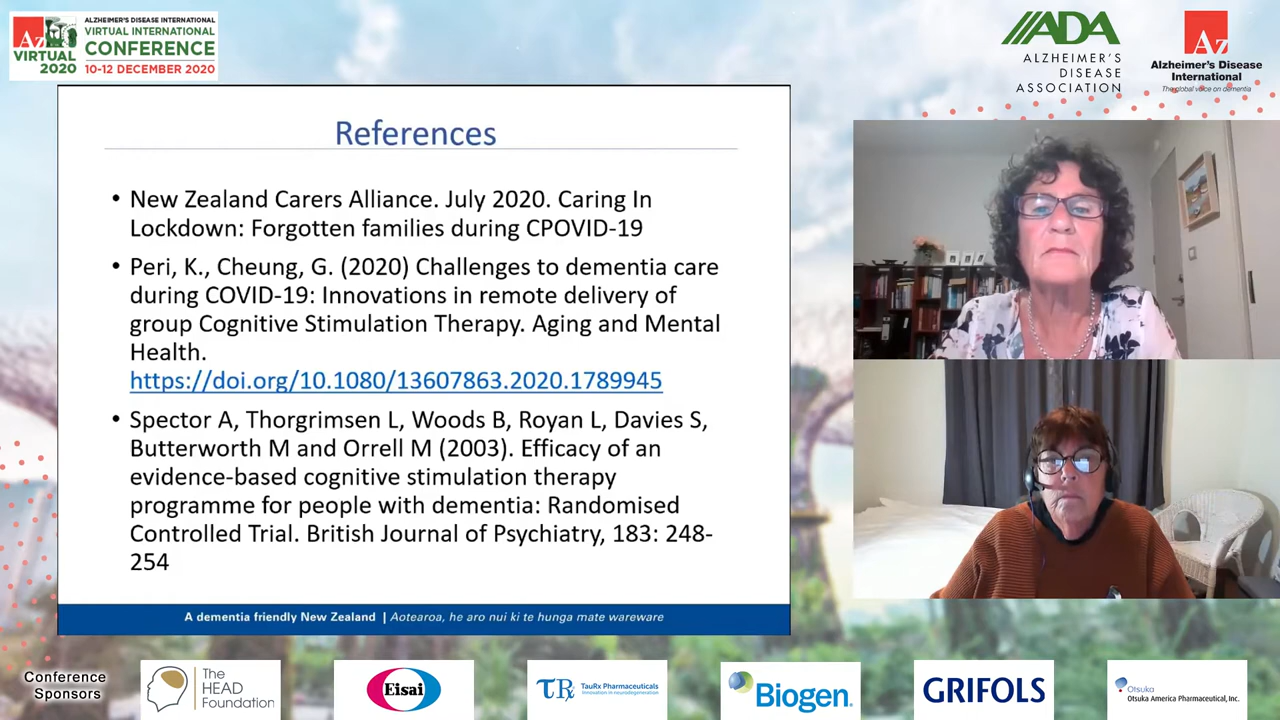 Az
VIRTUAL
2020
ALZHEIMER'S DISEASE INTERNATIONAL
VIRTUAL INTERNATIONAL
CONFERENCE
10-12 DECEMBER 2020
ADA
ALZHEIMER'S
DISEASE
ASSOCIATION
Az
Alzheimer's Disease
International
The global voice on dementia
References
• New Zealand Carers Alliance. July 2020. Caring In
Lockdown: Forgotten families during CPOVID-19
• Peri, K., Cheung, G. (2020) Challenges to dementia care
during COVID-19: Innovations in remote delivery of
group Cognitive Stimulation Therapy. Aging and Mental
Health.
https://doi.org/10.1080/13607863.2020.1789945
• Spector A, Thorgrimsen L, Woods B, Royan L, Davies S,
Butterworth M and Orrell M (2003). Efficacy of an
evidence-based cognitive stimulation therapy
programme for people with dementia: Randomised
Controlled Trial. British Journal of Psychiatry, 183: 248-
254
A dementia friendly New Zealand | Aotearoa, he aro nui ki te hunga mate wareware
Conference
Sponsors
The
HEAD
Foundation
Eisai
TauRx Pharmaceuticals
Innovation in neurodegeneration
Biogen
GRIFOLS
Otsuka
Otsuka America Pharmaceutical, Inc.